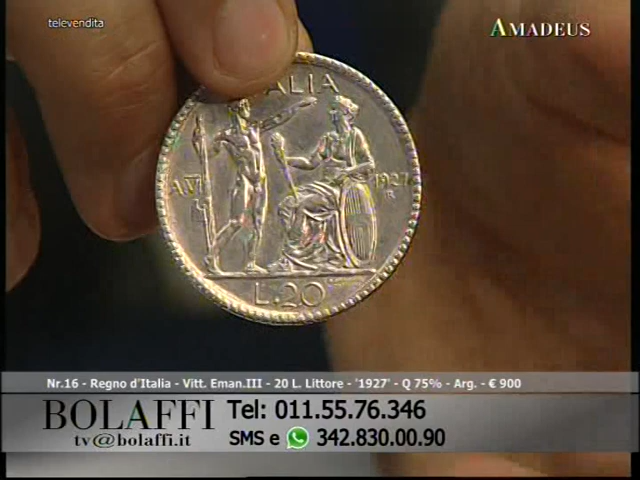 televendita
AMADEUS
ITALIA
A.VI 1927
R
L.20
Nr.16 - Regno d'Italia - Vitt. Eman.III - 20 L. Littore - '1927' - Q 75% - Arg. - € 900
BOLAFFI
tv@bolaffi.it
Tel: 011.55.76.346
SMS e 342.830.00.90